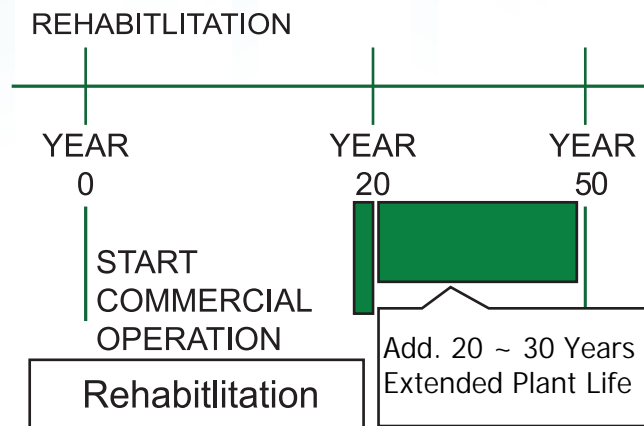 REHABITLITATION
YEAR
0
YEAR
20
YEAR
50
START
COMMERCIAL
OPERATION
Add. 20 ~ 30 Years
Extended Plant Life
Rehabitlitation